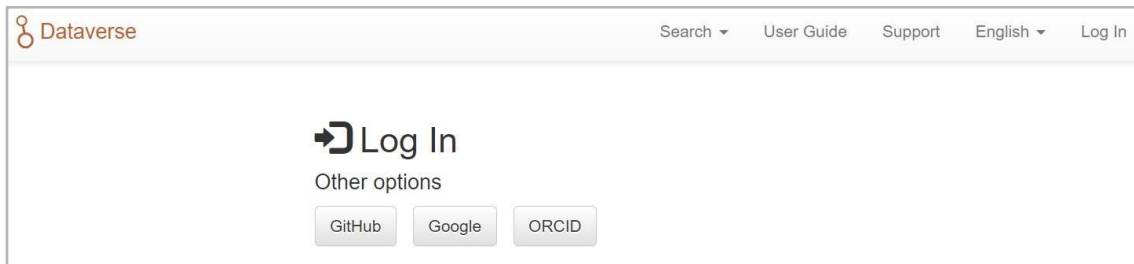 Dataverse Search User Guide Support English Log In
Log In
Other options
GitHub Google ORCID